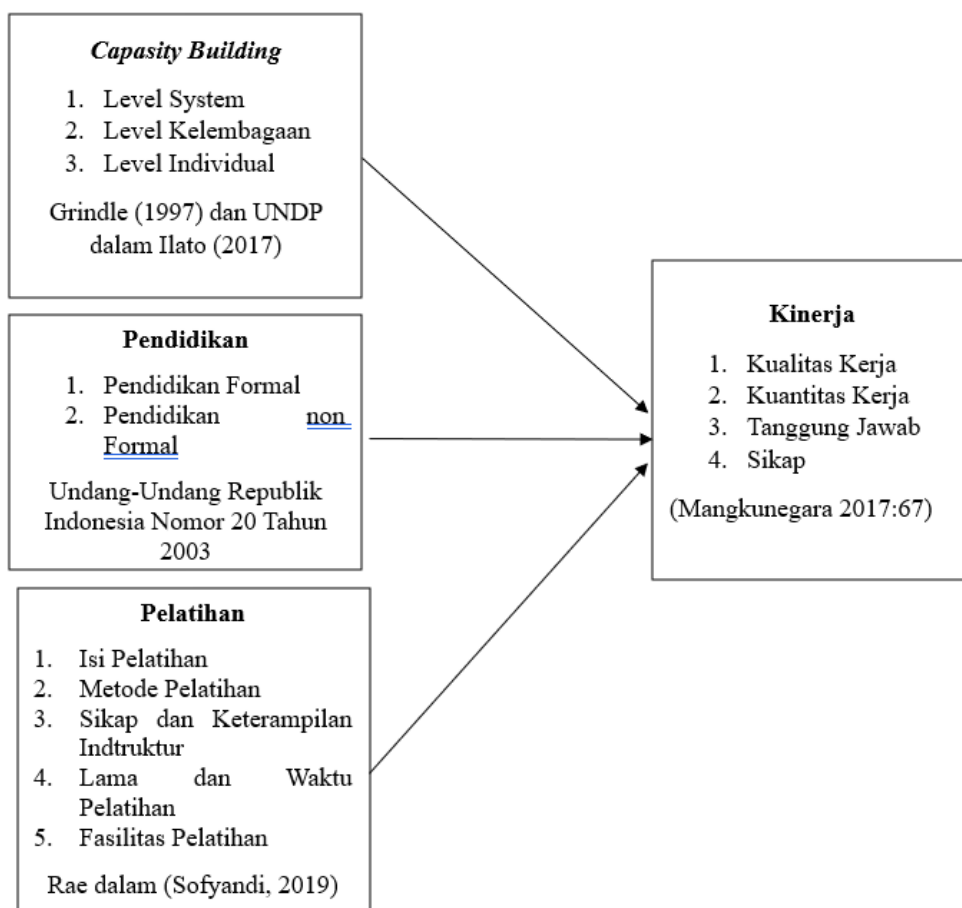 Capasity Building
1. Level System
2. Level Kelembagaan
3. Level Individual
Grindle (1997) dan UNDP
dalam Ilato (2017)
Pendidikan
1. Pendidikan Formal
2. Pendidikan non
Formal
Undang-Undang Republik
Indonesia Nomor 20 Tahun
2003
Pelatihan
1. Isi Pelatihan
2. Metode Pelatihan
3. Sikap dan Keterampilan
Indtruktur
4. Lama dan Waktu
Pelatihan
5. Fasilitas Pelatihan
Rae dalam (Sofyandi, 2019)
Kinerja
1. Kualitas Kerja
2. Kuantitas Kerja
3. Tanggung Jawab
4. Sikap
(Mangkunegara 2017:67)